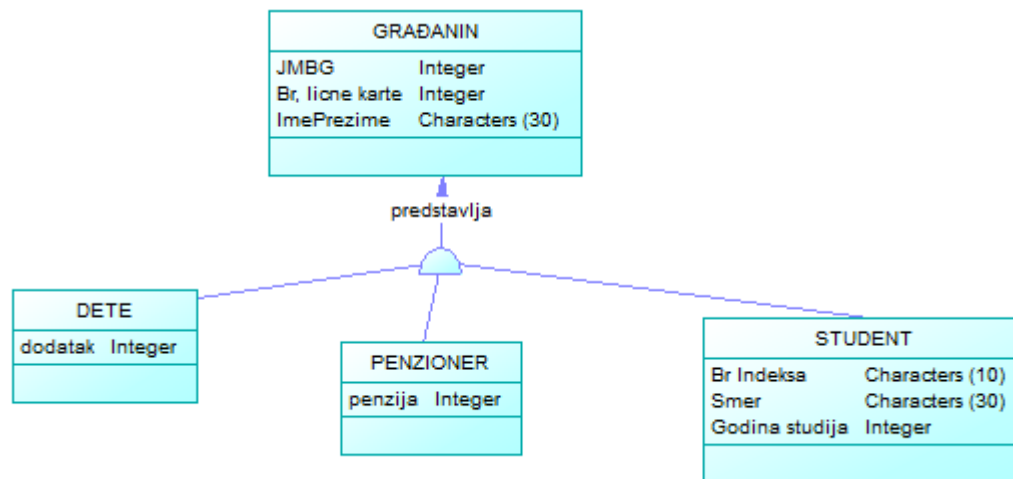 GRAĐANIN
JMBG Integer
Br, licne karte Integer
ImePrezime Characters (30)
predstavlja
DETE
dodatak Integer
PENZIONER
penzija Integer
STUDENT
Br Indeksa Characters (10)
Smer Characters (30)
Godina studija Integer